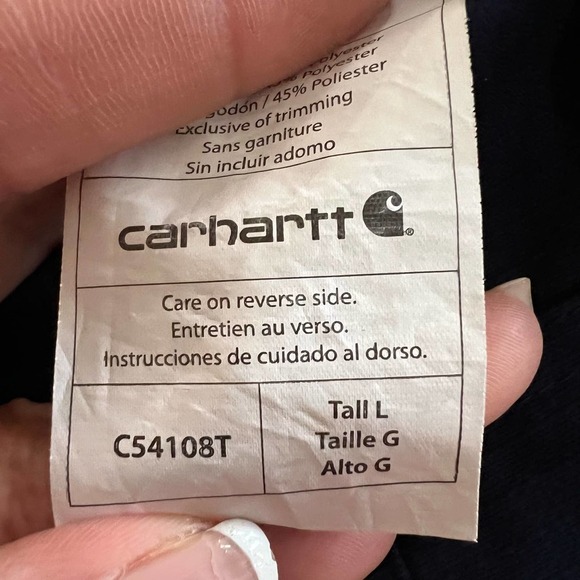 Polyester
Polyester
45% Poliester
Exclusive of trimming
Sans garniture
Sin incluir adorno
carhartt
Care on reverse side.
Entretien au verso.
Instrucciones de cuidado al dorso.
C54108T
Tall L
Taille G
Alto G